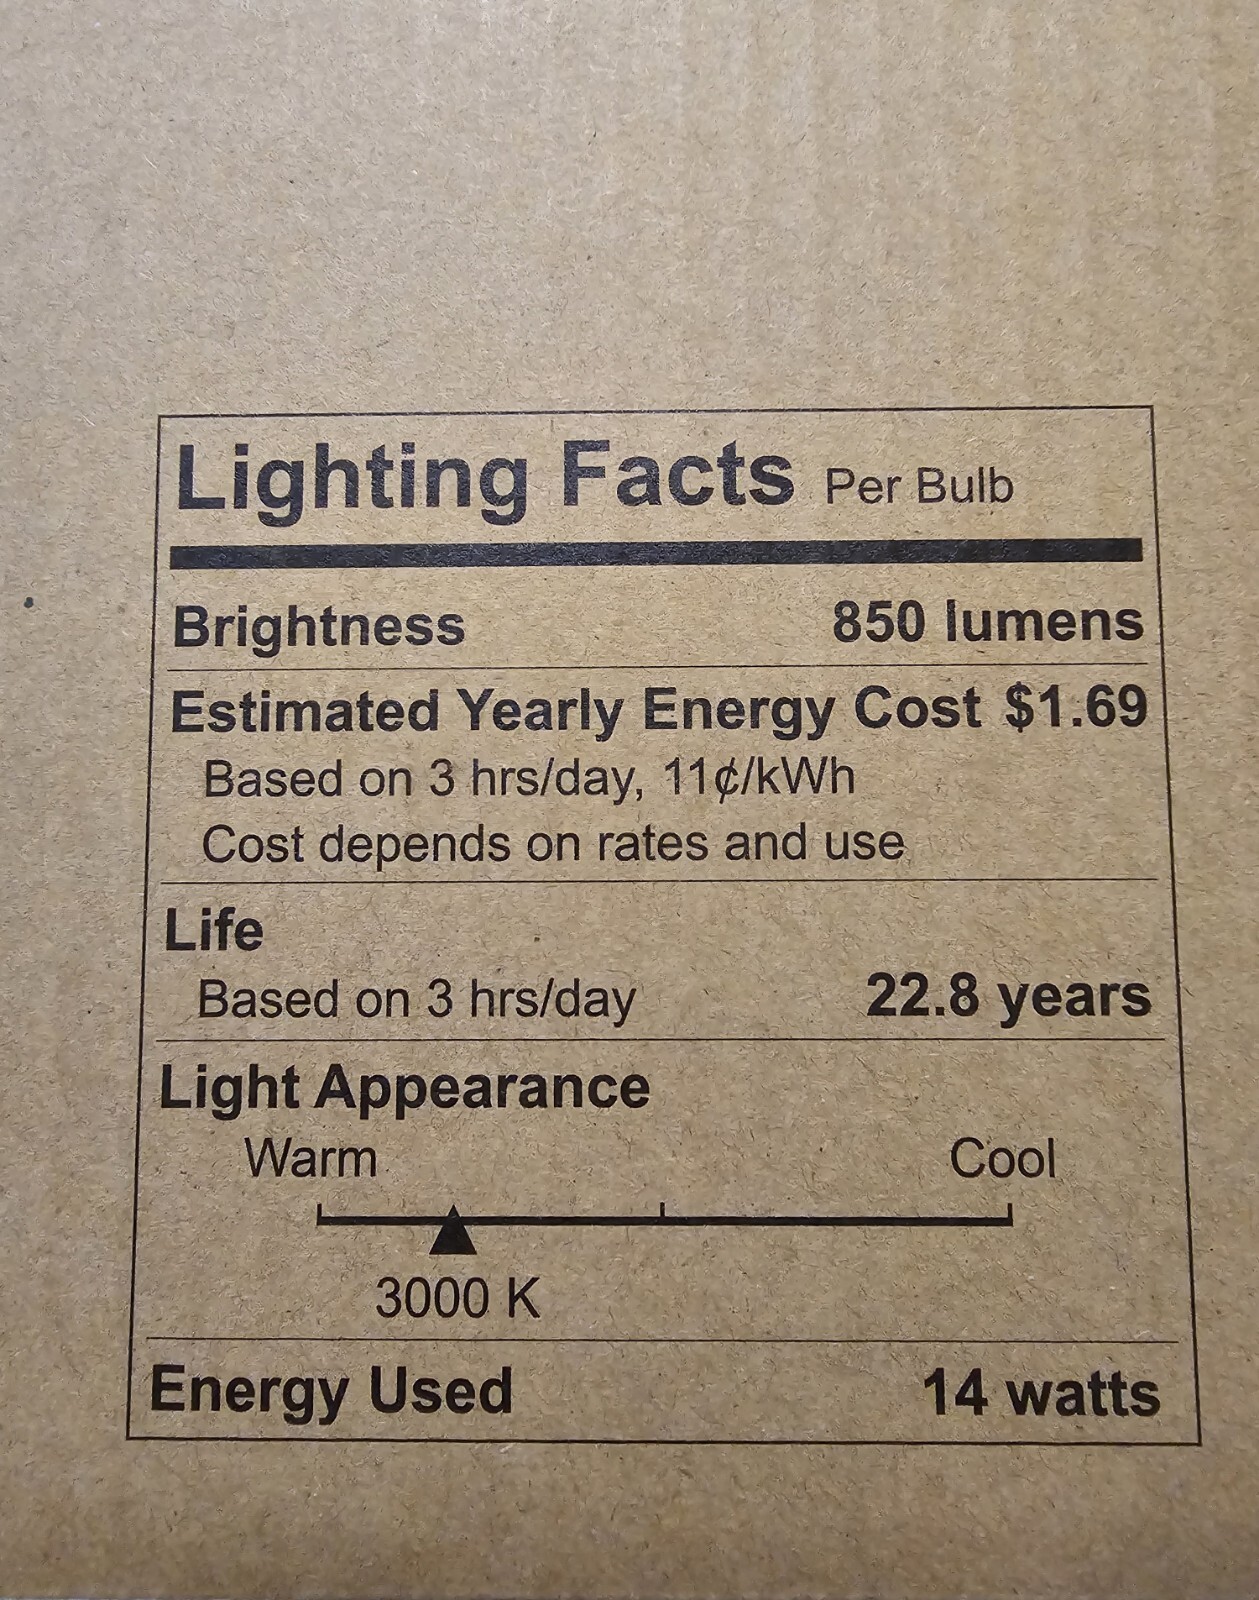 Lighting Facts Per Bulb
Brightness 850 lumens
Estimated Yearly Energy Cost $1.69
Based on 3 hrs/day, 11¢/kWh
Cost depends on rates and use
Life
Based on 3 hrs/day 22.8 years
Light Appearance
Warm Cool
3000 K
Energy Used 14 watts